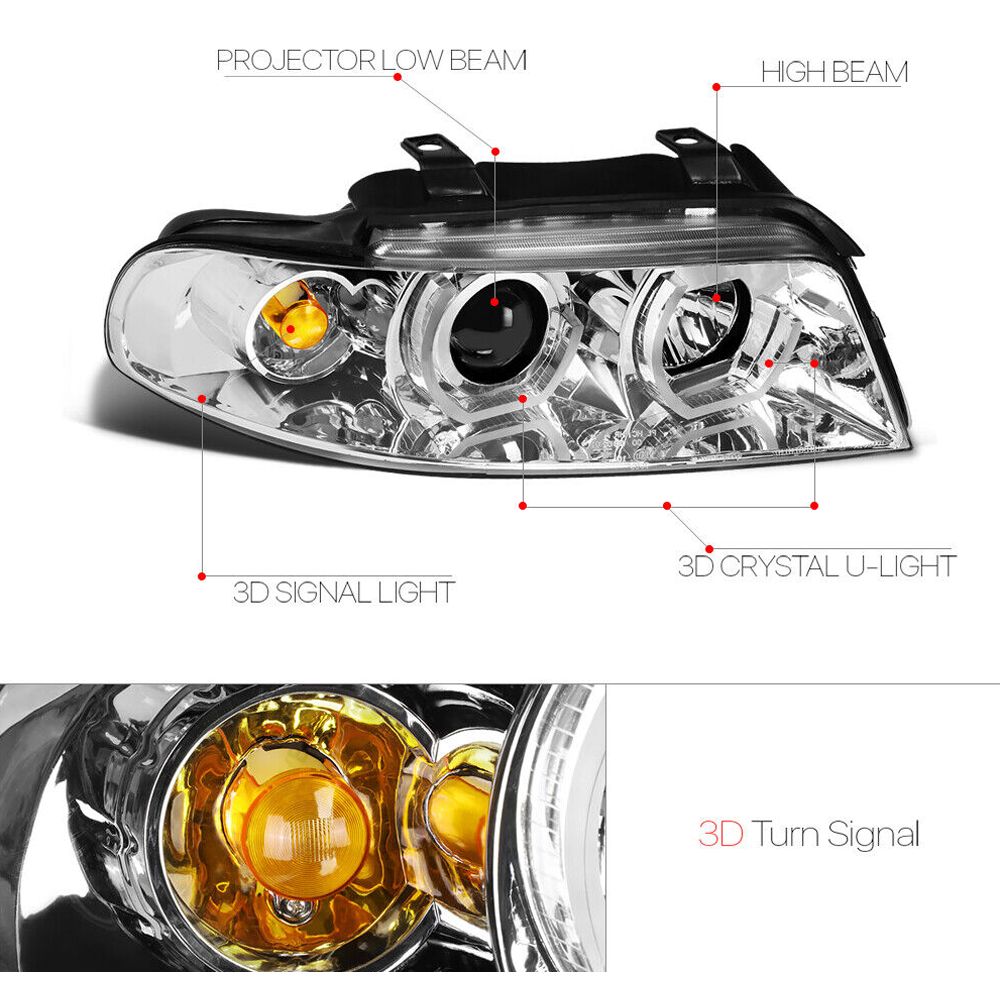 PROJECTOR LOW BEAM
HIGH BEAM
3D SIGNAL LIGHT
3D CRYSTAL U-LIGHT
3D Turn Signal